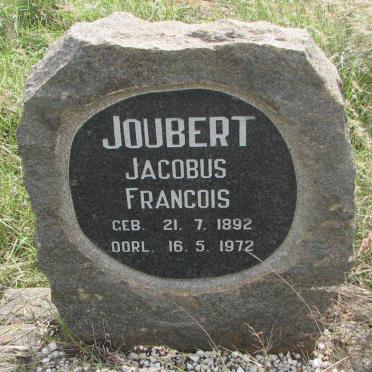 JOUBERT
JACOBUS
FRANCOIS
GEB. 21. 7. 1892
OORL. 16. 5. 1972